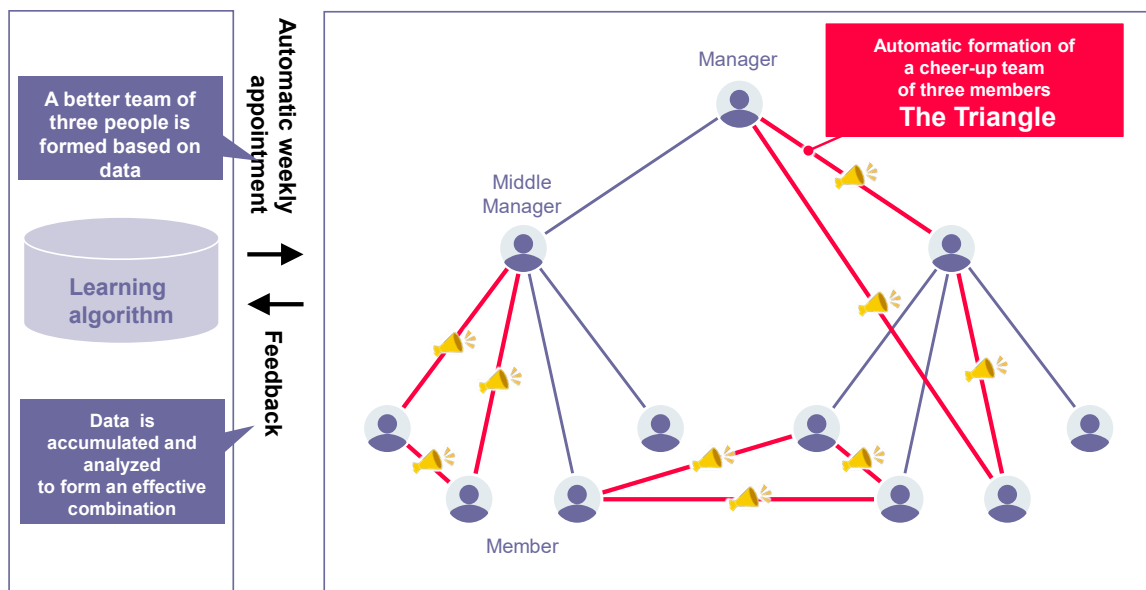 A better team of
three people is
formed based on
data
Learning
algorithm
Data is
accumulated and
analyzed
to form an effective
combination
Automatic weekly
appointment
Feedback
Manager
Automatic formation of
a cheer-up team
of three members
The Triangle
Middle
Manager
Member